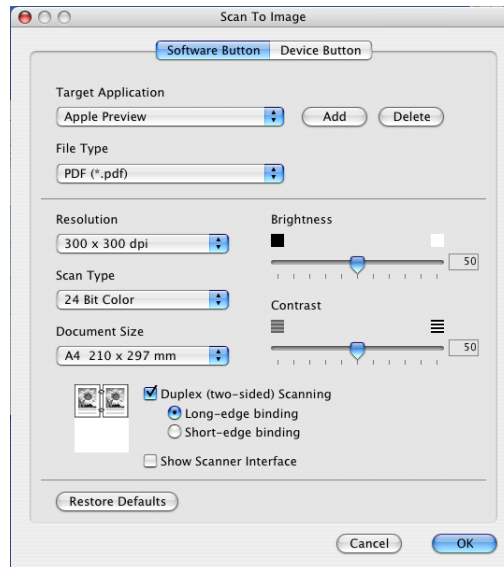 Scan To Image
Software Button Device Button
Target Application
Apple Preview Add Delete
File Type
PDF (*.pdf)
Resolution
300 x 300 dpi
Scan Type
24 Bit Color
Document Size
A4 210 x 297 mm
Brightness
50
Contrast
50
Duplex (two-sided) Scanning
Long-edge binding
Short-edge binding
Show Scanner Interface
Restore Defaults
Cancel OK